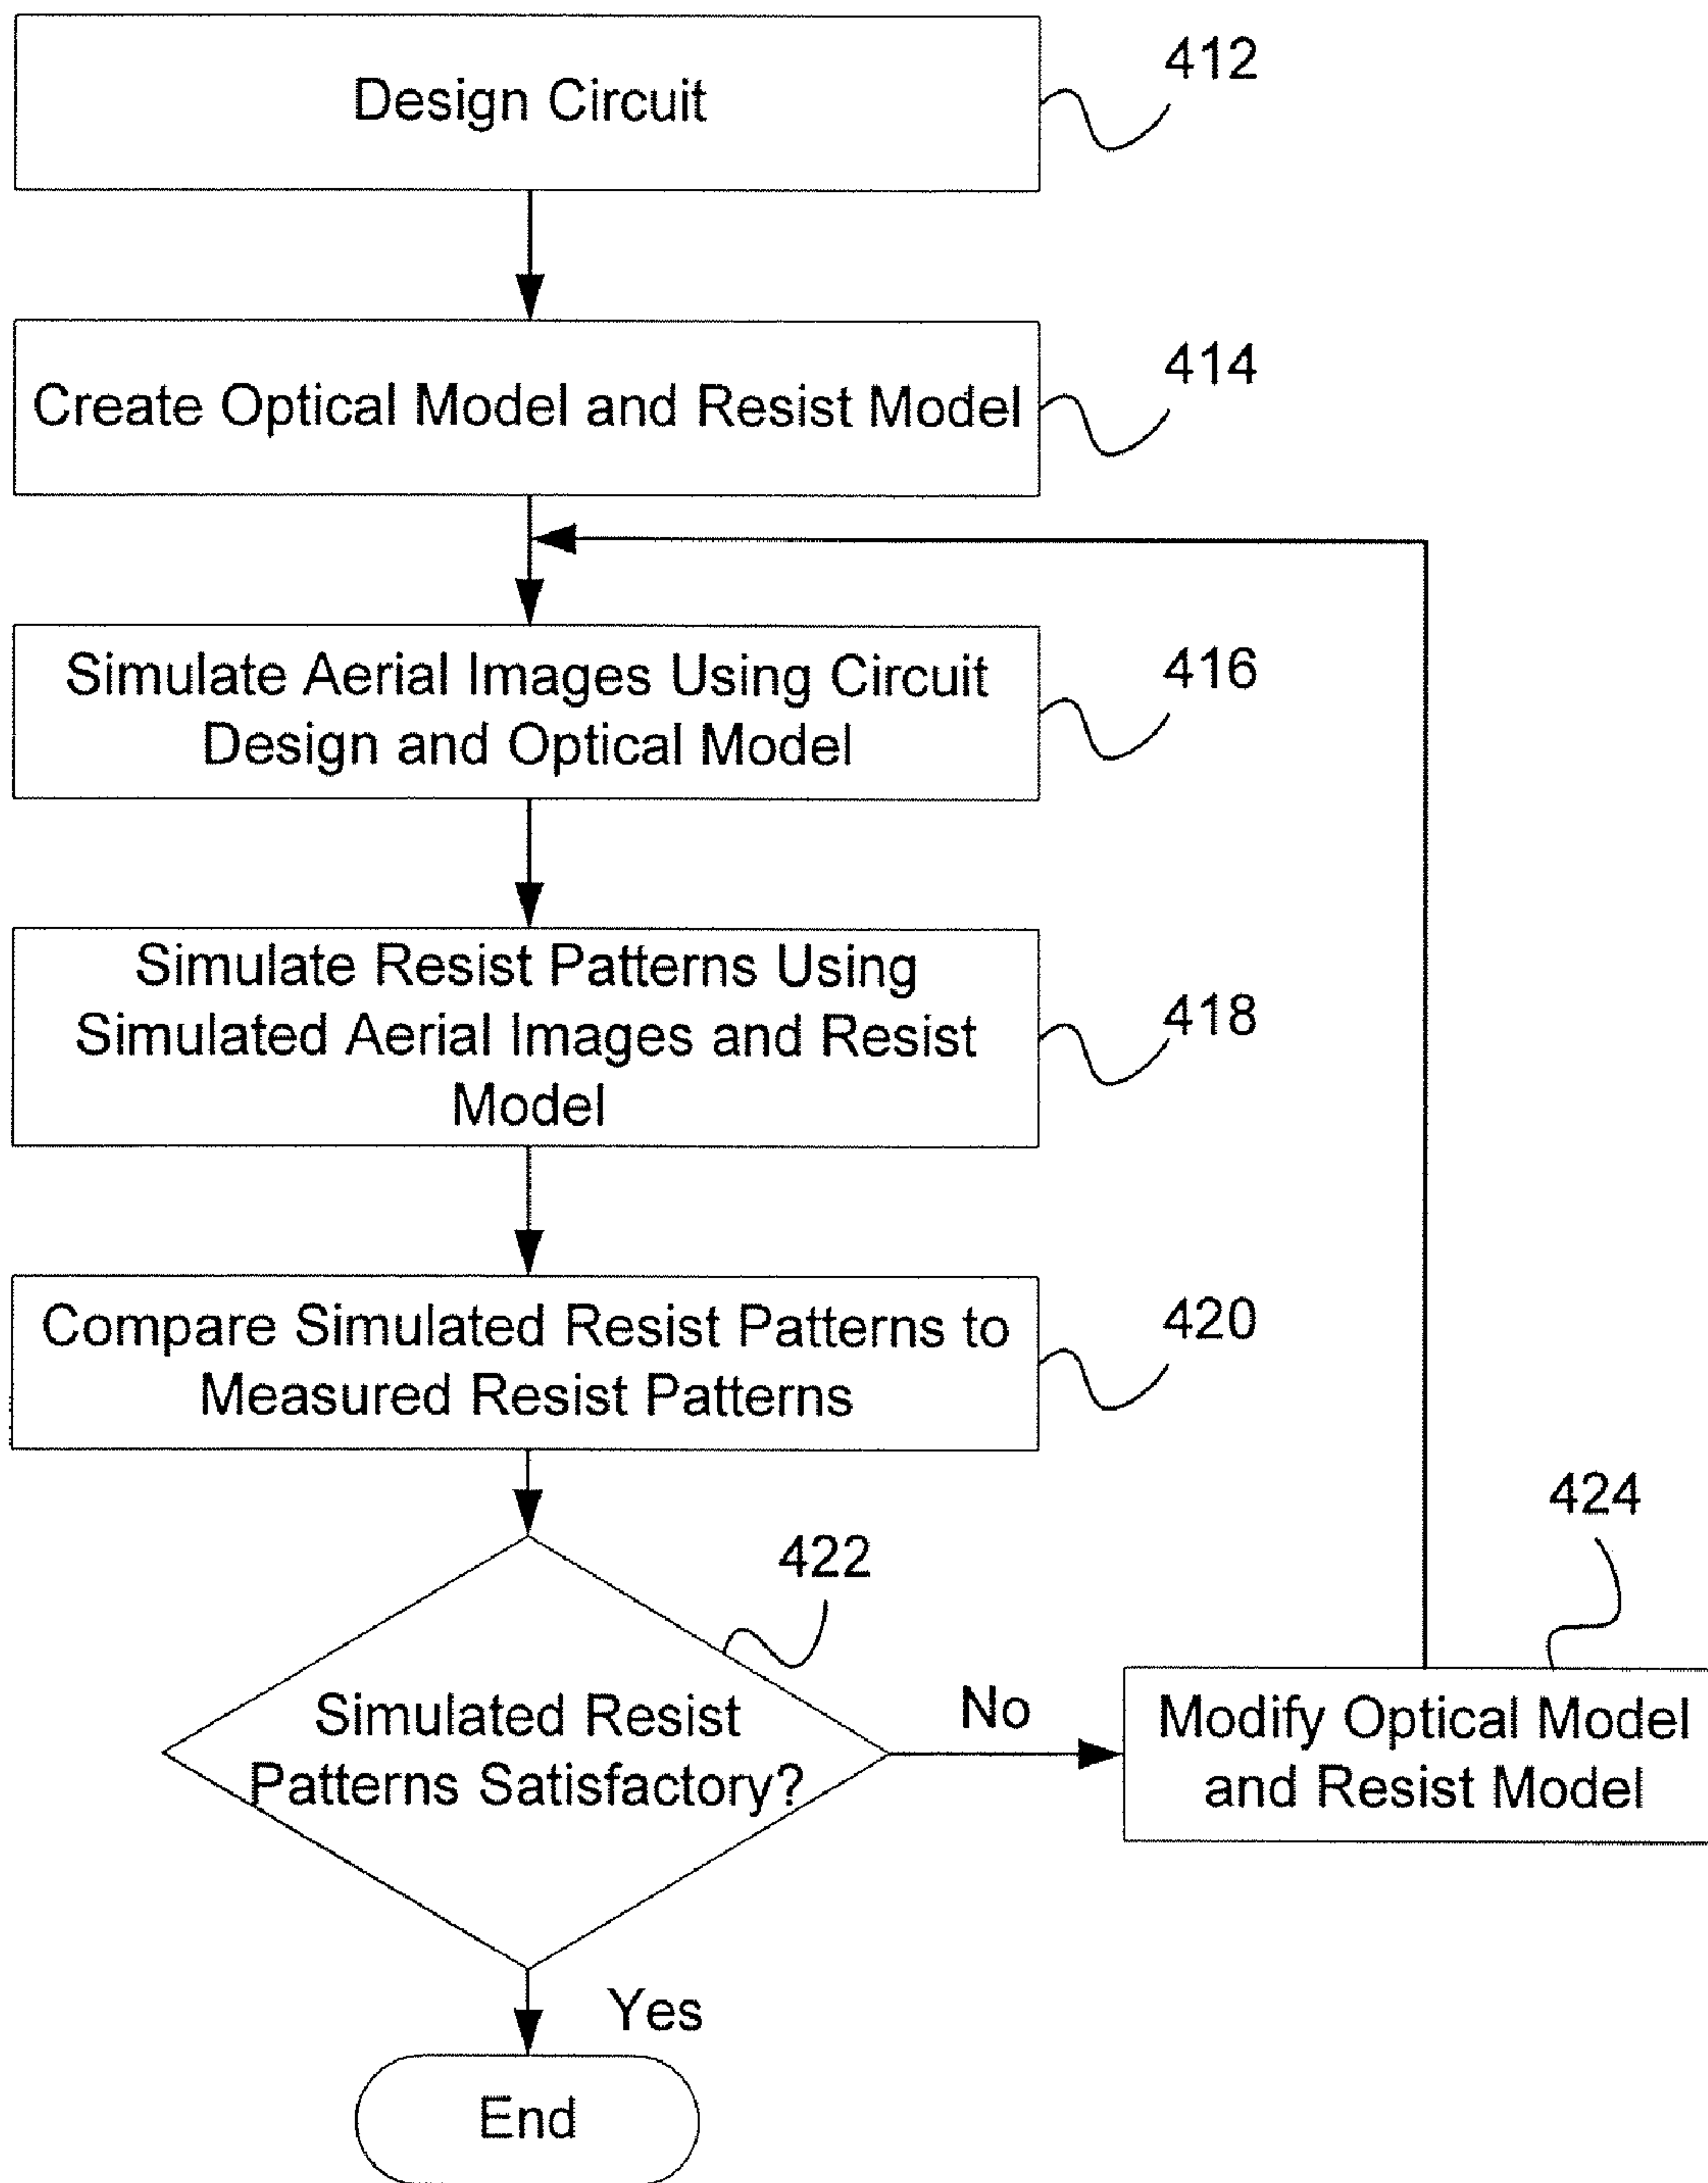 Design Circuit
412
Create Optical Model and Resist Model
414
Simulate Aerial Images Using Circuit
Design and Optical Model
416
Simulate Resist Patterns Using
Simulated Aerial Images and Resist
Model
418
Compare Simulated Resist Patterns to
Measured Resist Patterns
420
422
Simulated Resist
Patterns Satisfactory?
No
424
Modify Optical Model
and Resist Model
Yes
End